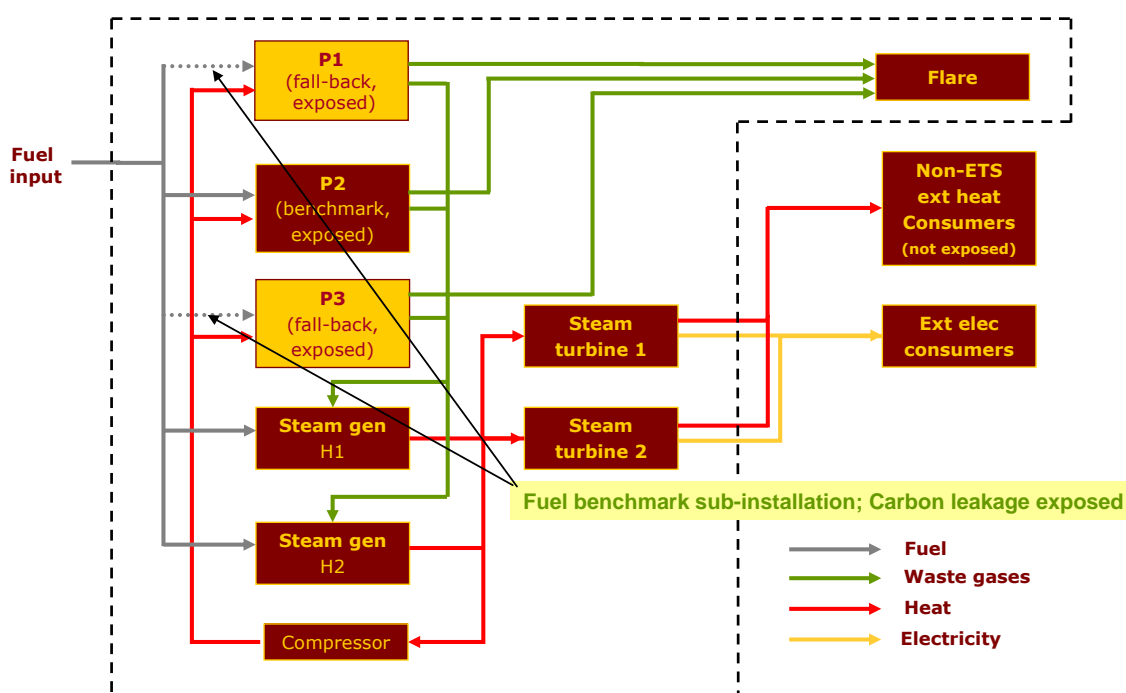 P1
(fall-back,
exposed)
Flare
Fuel
input
P2
(benchmark,
exposed)
Non-ETS
ext heat
Consumers
(not exposed)
P3
(fall-back,
exposed)
Steam
turbine 1
Ext elec
consumers
Steam gen
H1
Steam
turbine 2
Fuel benchmark sub-installation; Carbon leakage exposed
Steam gen
H2
Fuel
Waste gases
Heat
Electricity
Compressor